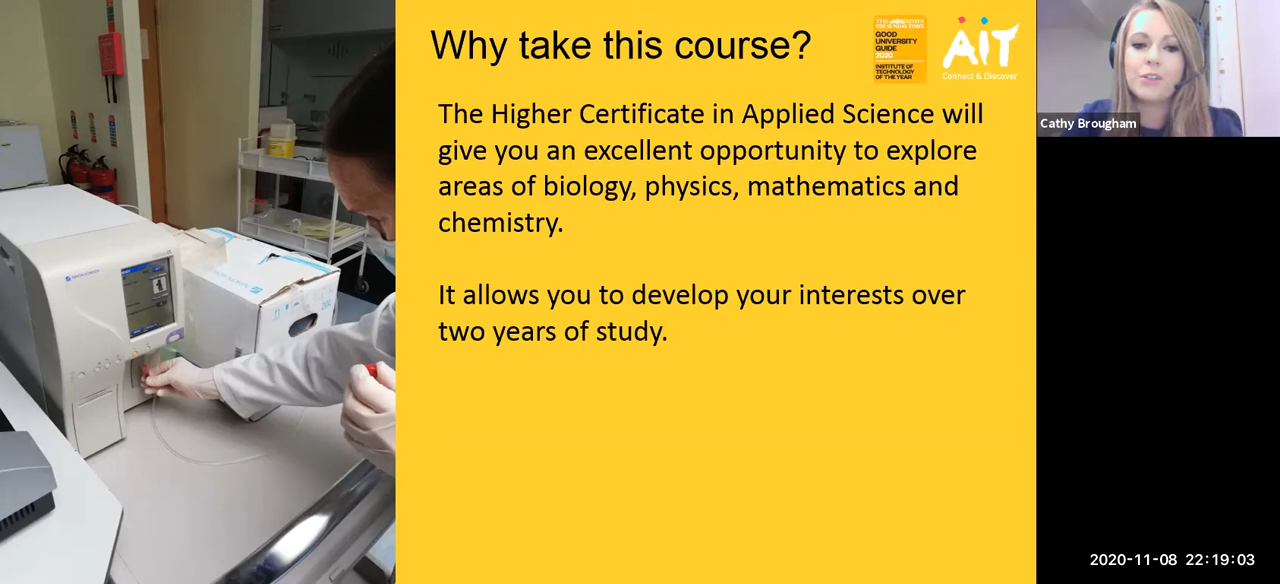 Why take this course?
THE TIMES
THE SUNDAY TIMES
GOOD
UNIVERSITY
GUIDE
2020
INSTITUTE OF
TECHNOLOGY
OF THE YEAR
AIT
Connect & Discover
The Higher Certificate in Applied Science will
give you an excellent opportunity to explore
areas of biology, physics, mathematics and
chemistry.
It allows you to develop your interests over
two years of study.
Cathy Brougham
2020-11-08 22:19:03